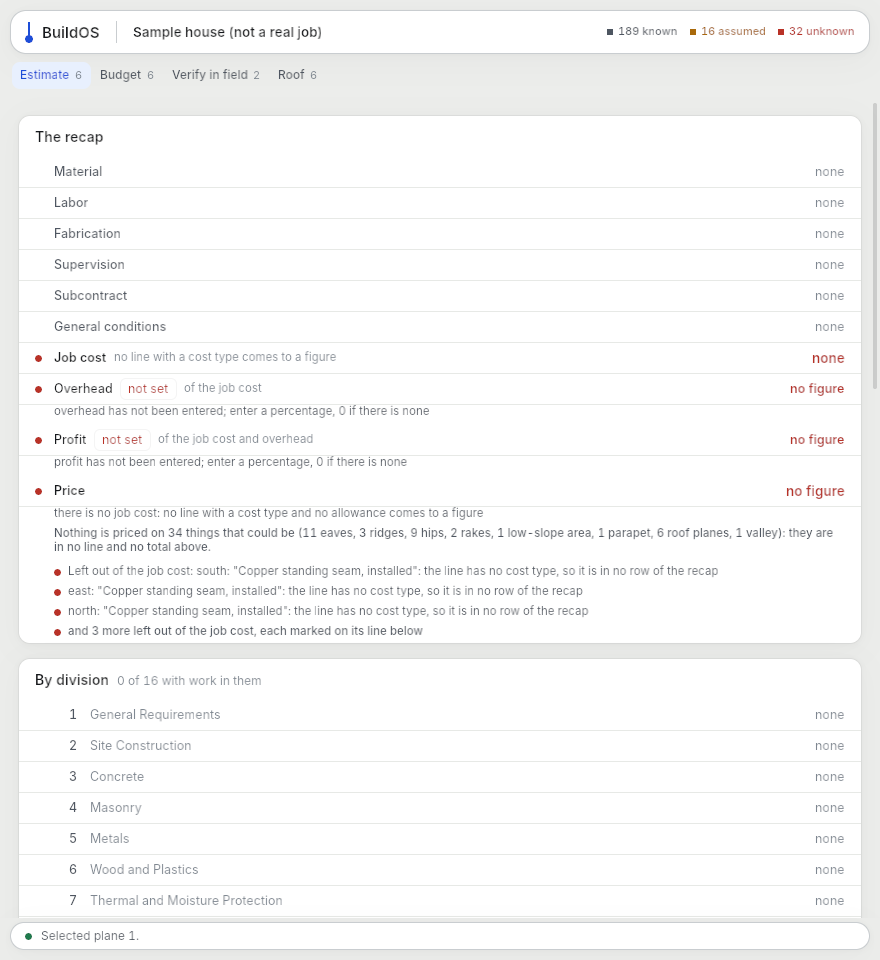 BuildOS
Sample house (not a real job)
189 known
16 assumed
32 unknown
Estimate 6
Budget 6
Verify in field 2
Roof 6
The recap
Material none
Labor none
Fabrication none
Supervision none
Subcontract none
General conditions none
Job cost no line with a cost type comes to a figure none
Overhead not set of the job cost no figure
overhead has not been entered; enter a percentage, 0 if there is none
Profit not set of the job cost and overhead no figure
profit has not been entered; enter a percentage, 0 if there is none
Price no figure
there is no job cost: no line with a cost type and no allowance comes to a figure
Nothing is priced on 34 things that could be (11 eaves, 3 ridges, 9 hips, 2 rakes, 1 low-slope area, 1 parapet, 6 roof planes, 1 valley): they are
in no line and no total above.
Left out of the job cost: south: "Copper standing seam, installed": the line has no cost type, so it is in no row of the recap
east: "Copper standing seam, installed": the line has no cost type, so it is in no row of the recap
north: "Copper standing seam, installed": the line has no cost type, so it is in no row of the recap
and 3 more left out of the job cost, each marked on its line below
By division 0 of 16 with work in them
1 General Requirements none
2 Site Construction none
3 Concrete none
4 Masonry none
5 Metals none
6 Wood and Plastics none
7 Thermal and Moisture Protection none
Selected plane 1.